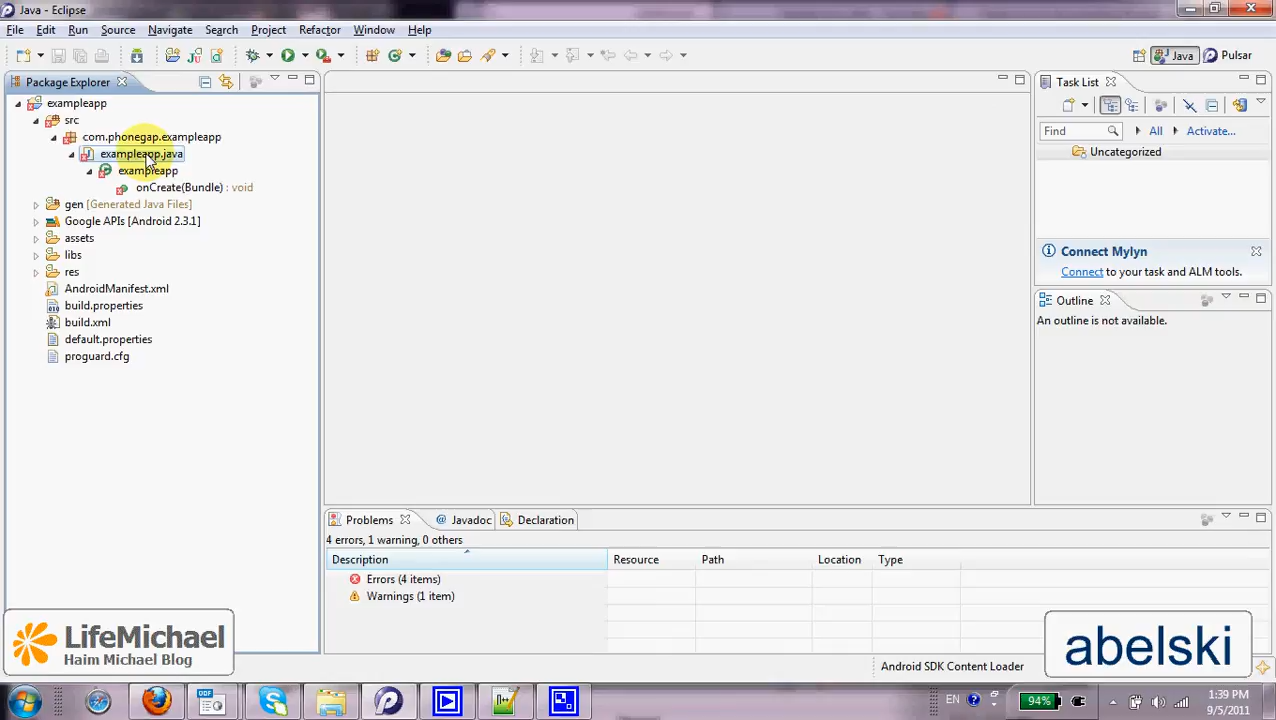 Java - Eclipse
File Edit Run Source Navigate Search Project Refactor Window Help
Java Pulsar
Package Explorer
exampleapp
src
com.phonegap.exampleapp
exampleapp.java
exampleapp
onCreate(Bundle) : void
gen [Generated Java Files]
Google APIs [Android 2.3.1]
assets
libs
res
AndroidManifest.xml
build.properties
build.xml
default.properties
proguard.cfg
Task List
Find All Activate...
Uncategorized
Connect Mylyn
Connect to your task and ALM tools.
Outline
An outline is not available.
Problems @ Javadoc Declaration
4 errors, 1 warning, 0 others
Description Resource Path Location Type
Errors (4 items)
Warnings (1 item)
LifeMichael
Haim Michael Blog
abelski
Android SDK Content Loader
EN 94% 1:39 PM
9/5/2011